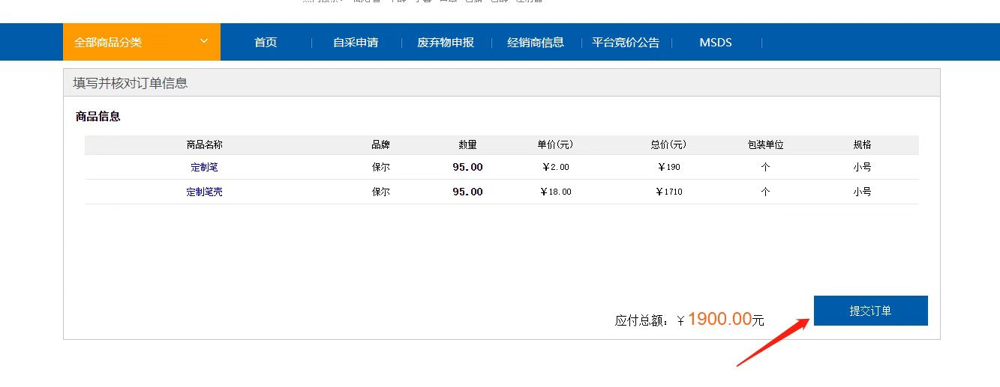 全部商品分类 首页 自采申请 废弃物申报 经销商信息 平台竞价公告 MSDS
填写并核对订单信息
商品信息
商品名称 品牌 数量 单价(元) 总价(元) 包装单位 规格
定制笔 保尔 95.00 ￥2.00 ￥190 个 小号
定制笔壳 保尔 95.00 ￥18.00 ￥1710 个 小号
提交订单
应付总额：￥1900.00元